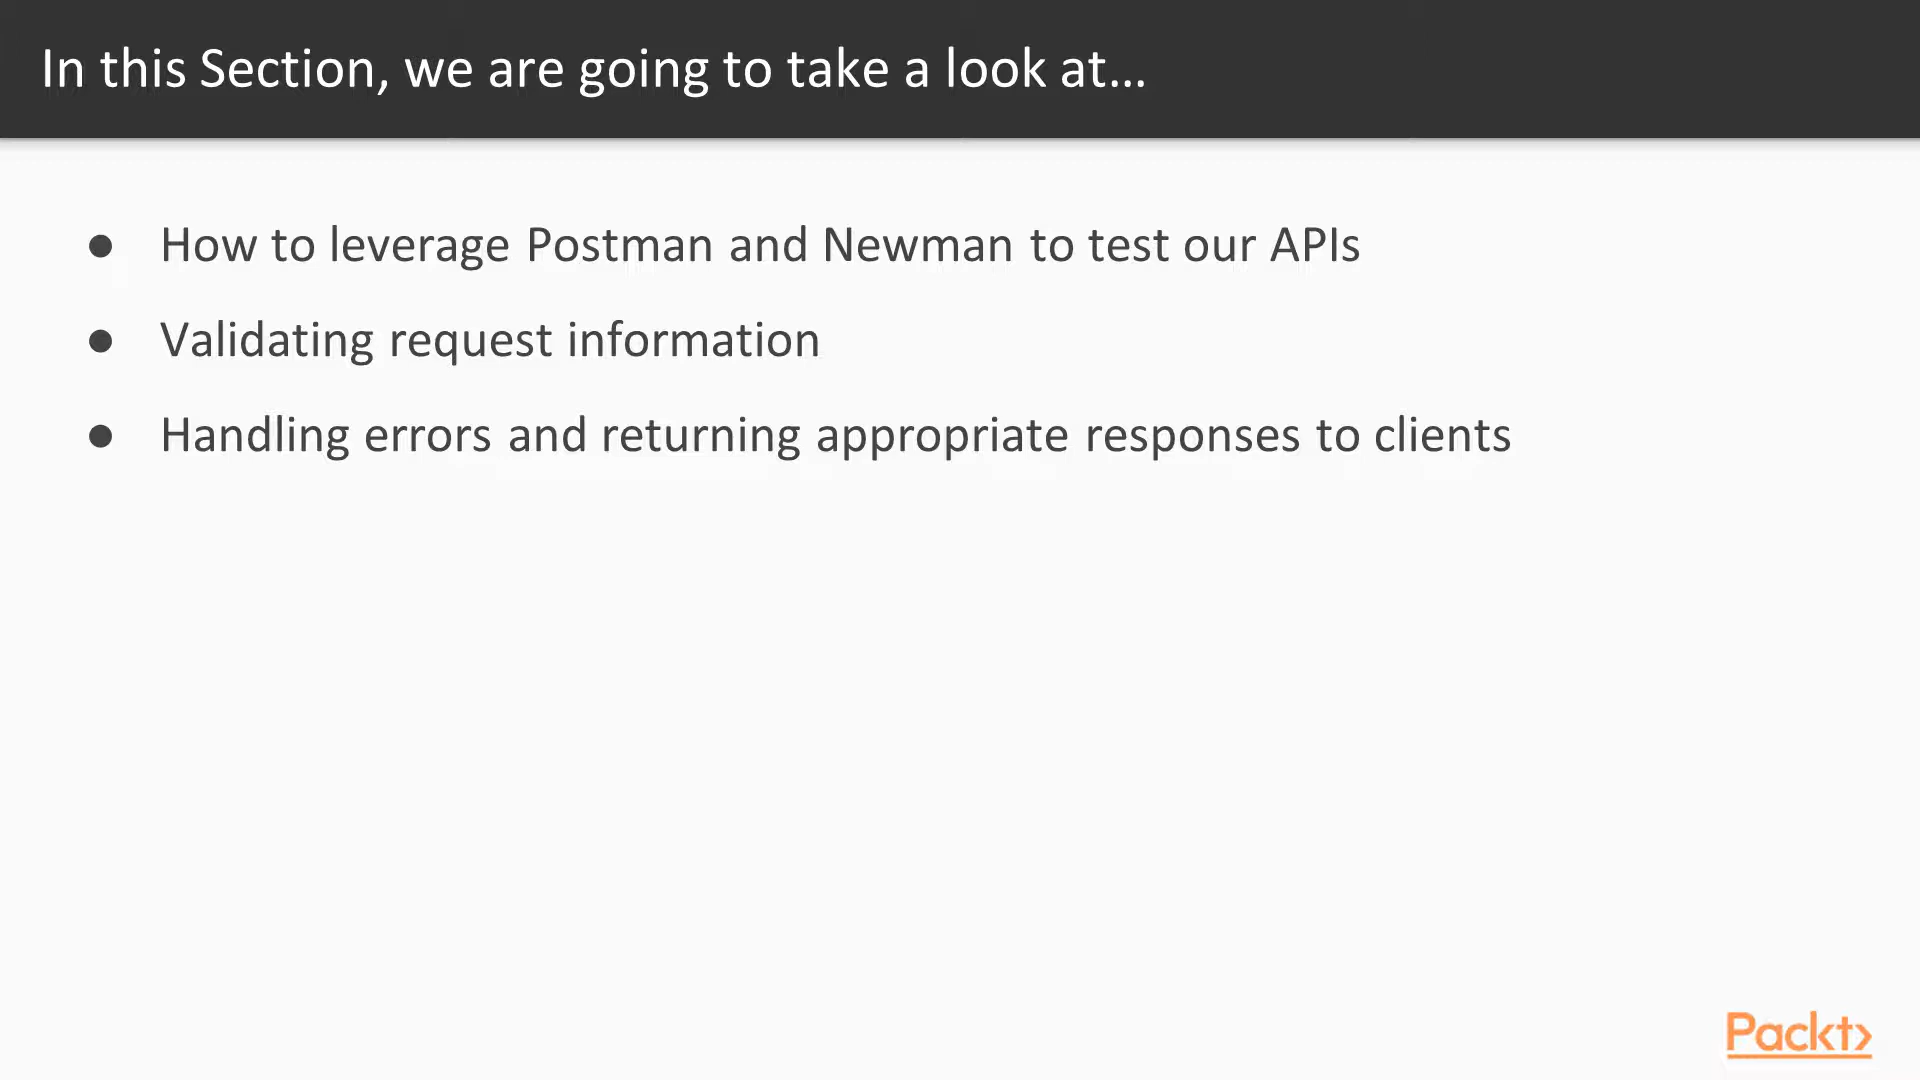 In this Section, we are going to take a look at...
● How to leverage Postman and Newman to test our APIs
● Validating request information
● Handling errors and returning appropriate responses to clients
Packt>